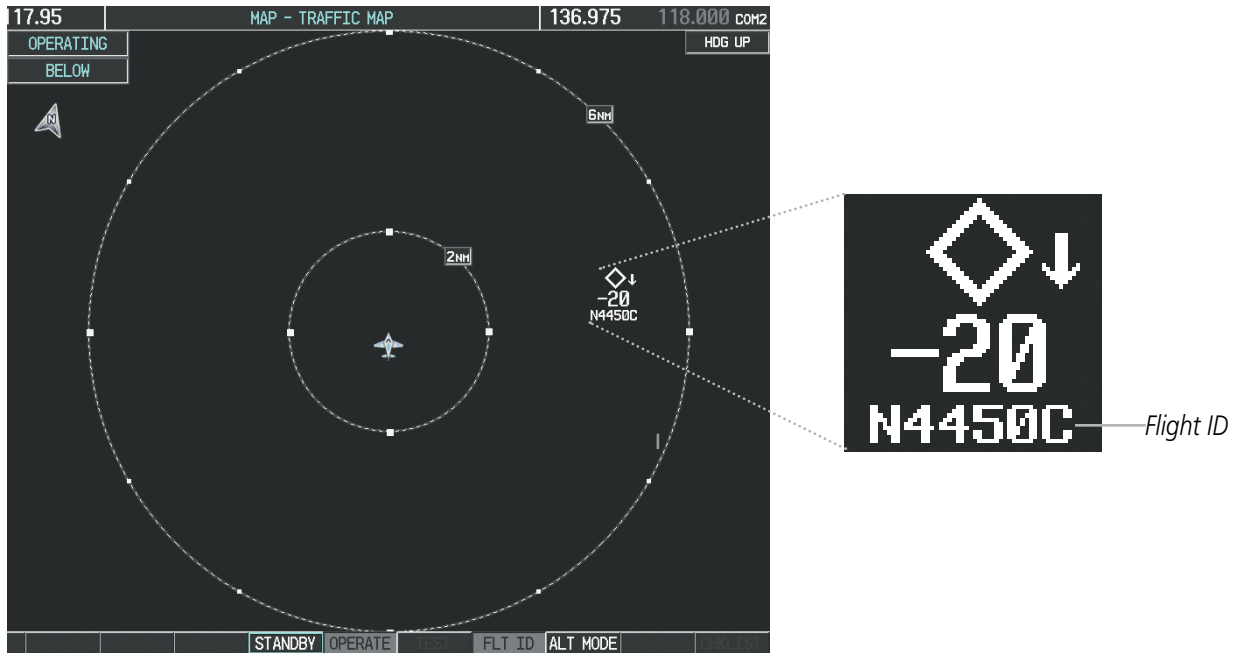 17.95 MAP - TRAFFIC MAP 136.975 118.000 COM2
OPERATING HDG UP
BELOW
N
6NM
2NM
-20
N4450C
-20
N4450C Flight ID
STANDBY OPERATE TEST FLT ID ALT MODE CHKLIST